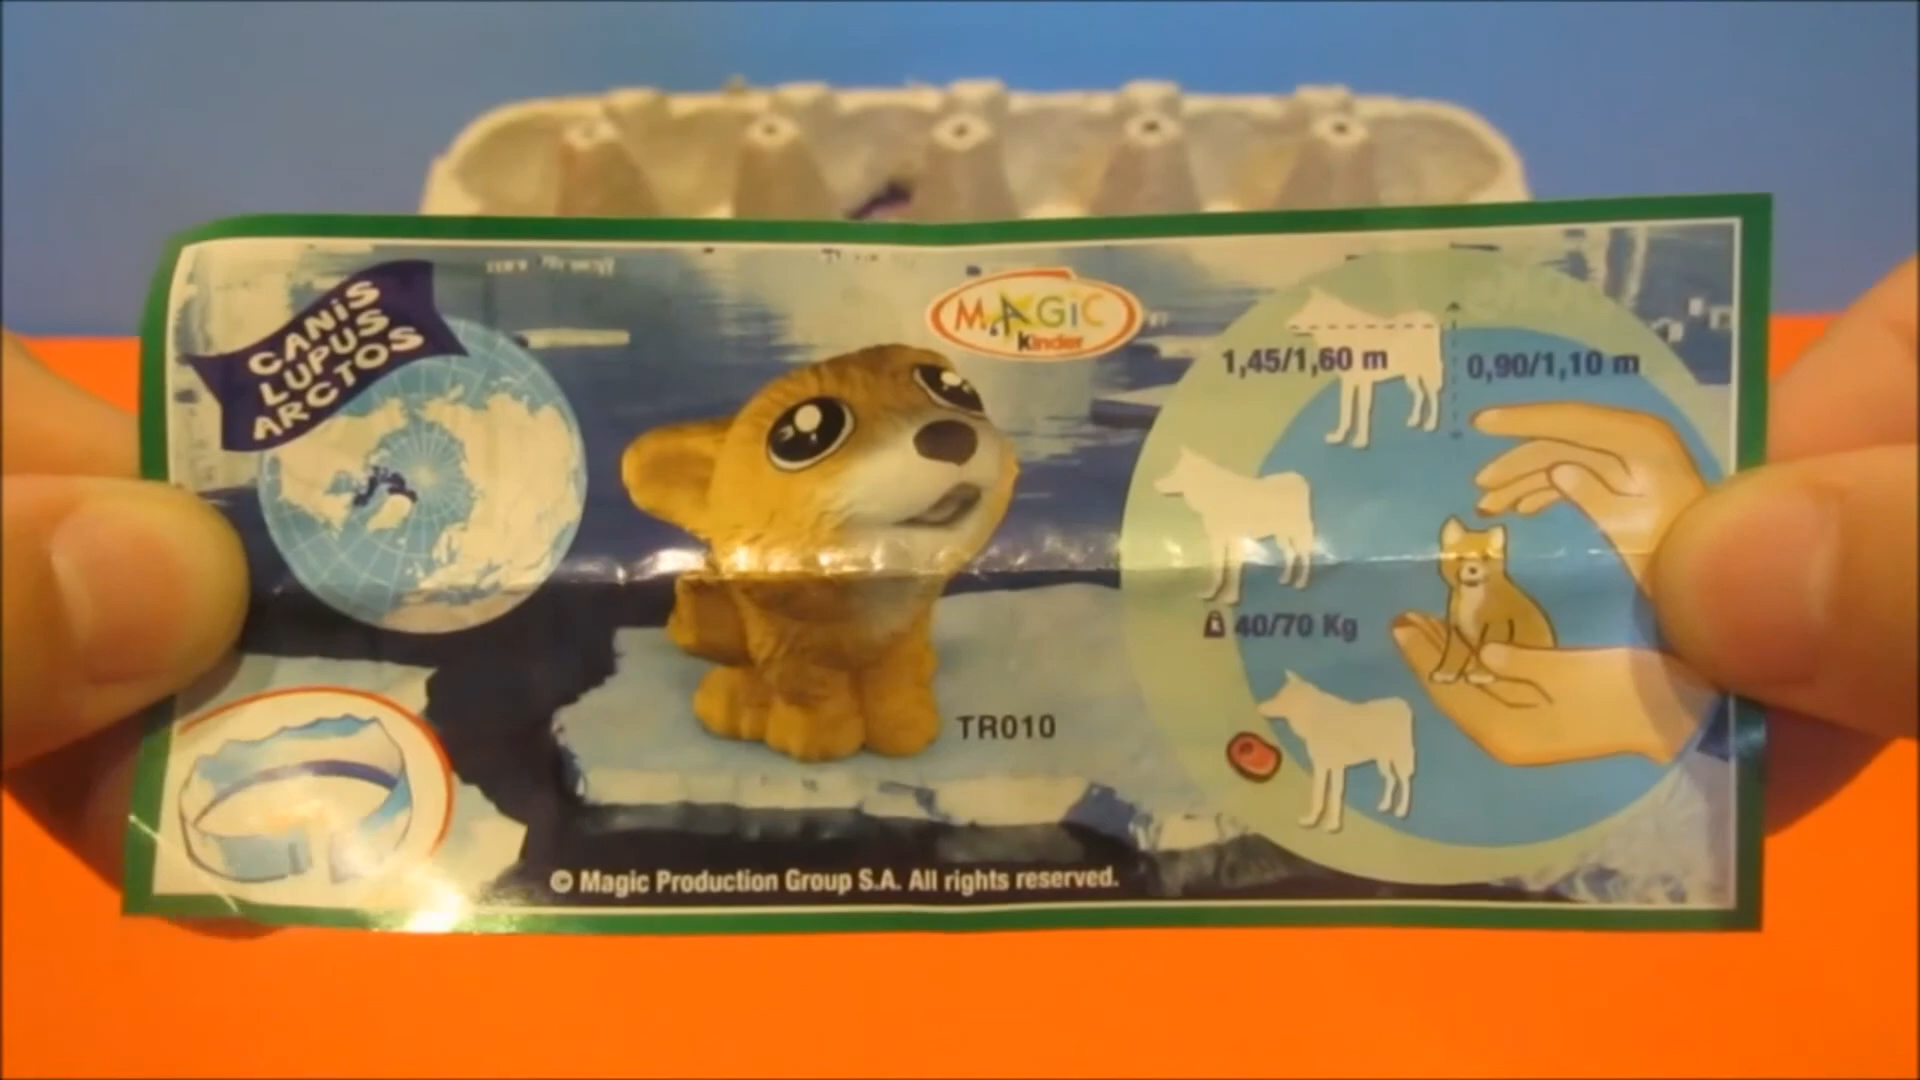 CANiS
LUPUS
ARCTOS
MAGiC
Kinder
1,45/1,60 m
0,90/1,10 m
40/70 Kg
TR010
© Magic Production Group S.A. All rights reserved.